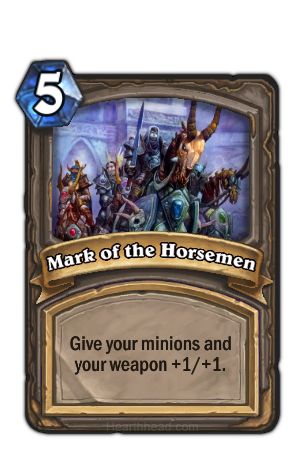 5
Mark of the Horsemen
Give your minions and
your weapon +1/+1.
Hearthhead.com